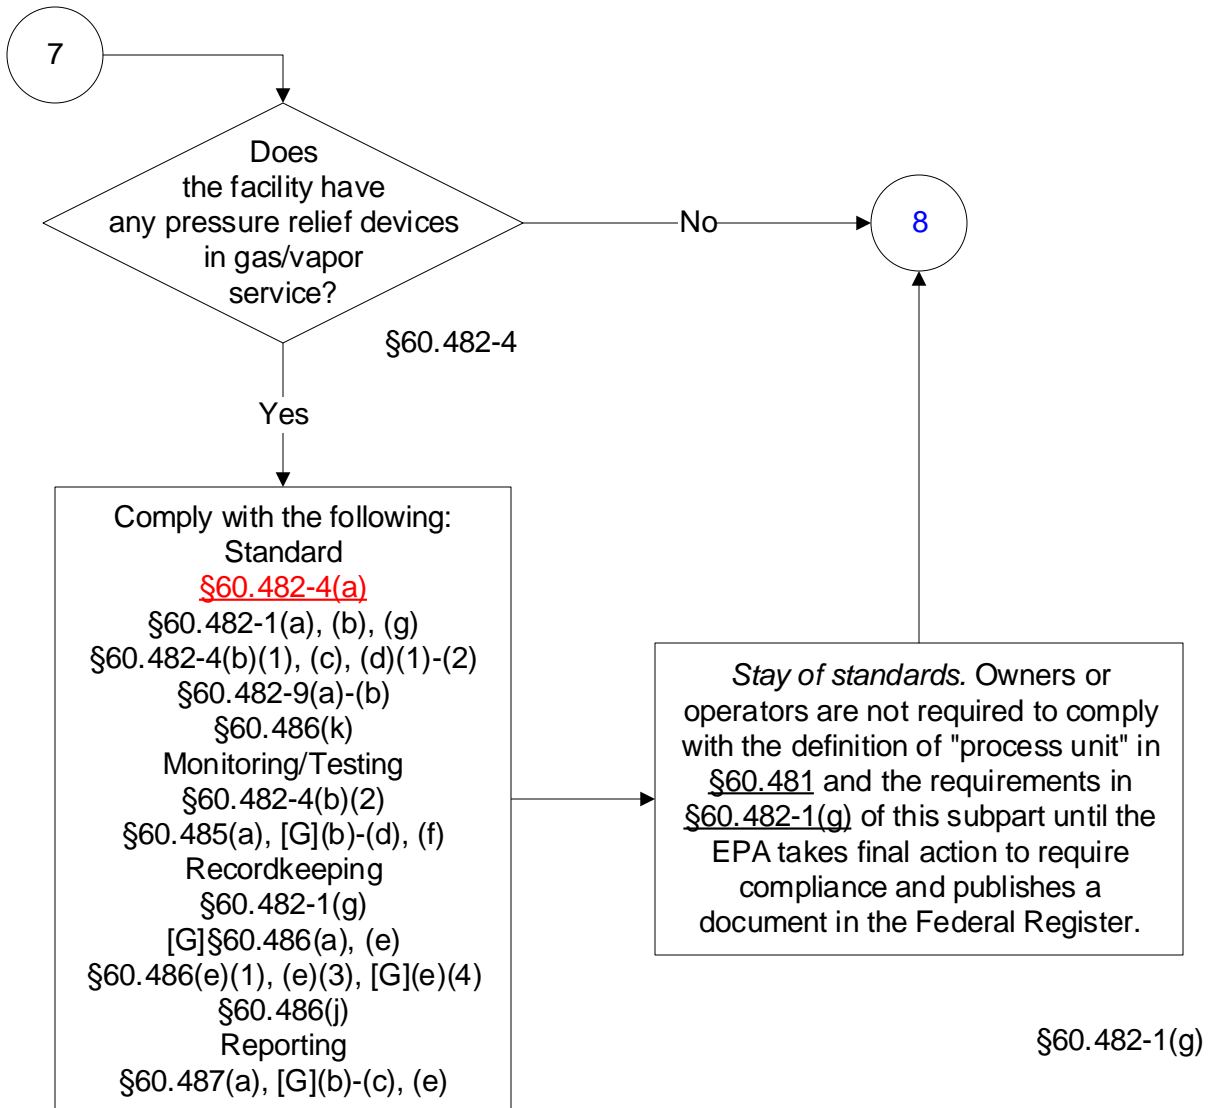 7
Does
the facility have
any pressure relief devices
in gas/vapor
service?
No
8
§60.482-4
Yes
Comply with the following:
Standard
§60.482-4(a)
§60.482-1(a), (b), (g)
§60.482-4(b)(1), (c), (d)(1)-(2)
§60.482-9(a)-(b)
§60.486(k)
Monitoring/Testing
§60.482-4(b)(2)
§60.485(a), [G](b)-(d), (f)
Recordkeeping
§60.482-1(g)
[G]§60.486(a), (e)
§60.486(e)(1), (e)(3), [G](e)(4)
§60.486(j)
Reporting
§60.487(a), [G](b)-(c), (e)
Stay of standards. Owners or
operators are not required to comply
with the definition of "process unit" in
§60.481 and the requirements in
§60.482-1(g) of this subpart until the
EPA takes final action to require
compliance and publishes a
document in the Federal Register.
§60.482-1(g)